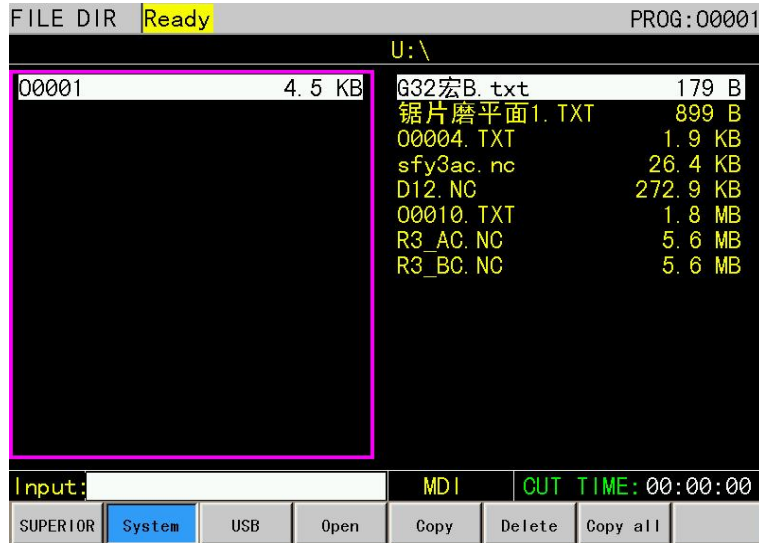 FILE DIR Ready PROG:O0001
U:\
O0001 4.5 KB
G32宏B.txt 179 B
锯片磨平面1.TXT 899 B
O0004.TXT 1.9 KB
sfy3ac.nc 26.4 KB
D12.NC 272.9 KB
O0010.TXT 1.8 MB
R3_AC.NC 5.6 MB
R3_BC.NC 5.6 MB
Input: MDI CUT TIME:00:00:00
SUPERIOR System USB Open Copy Delete Copy all